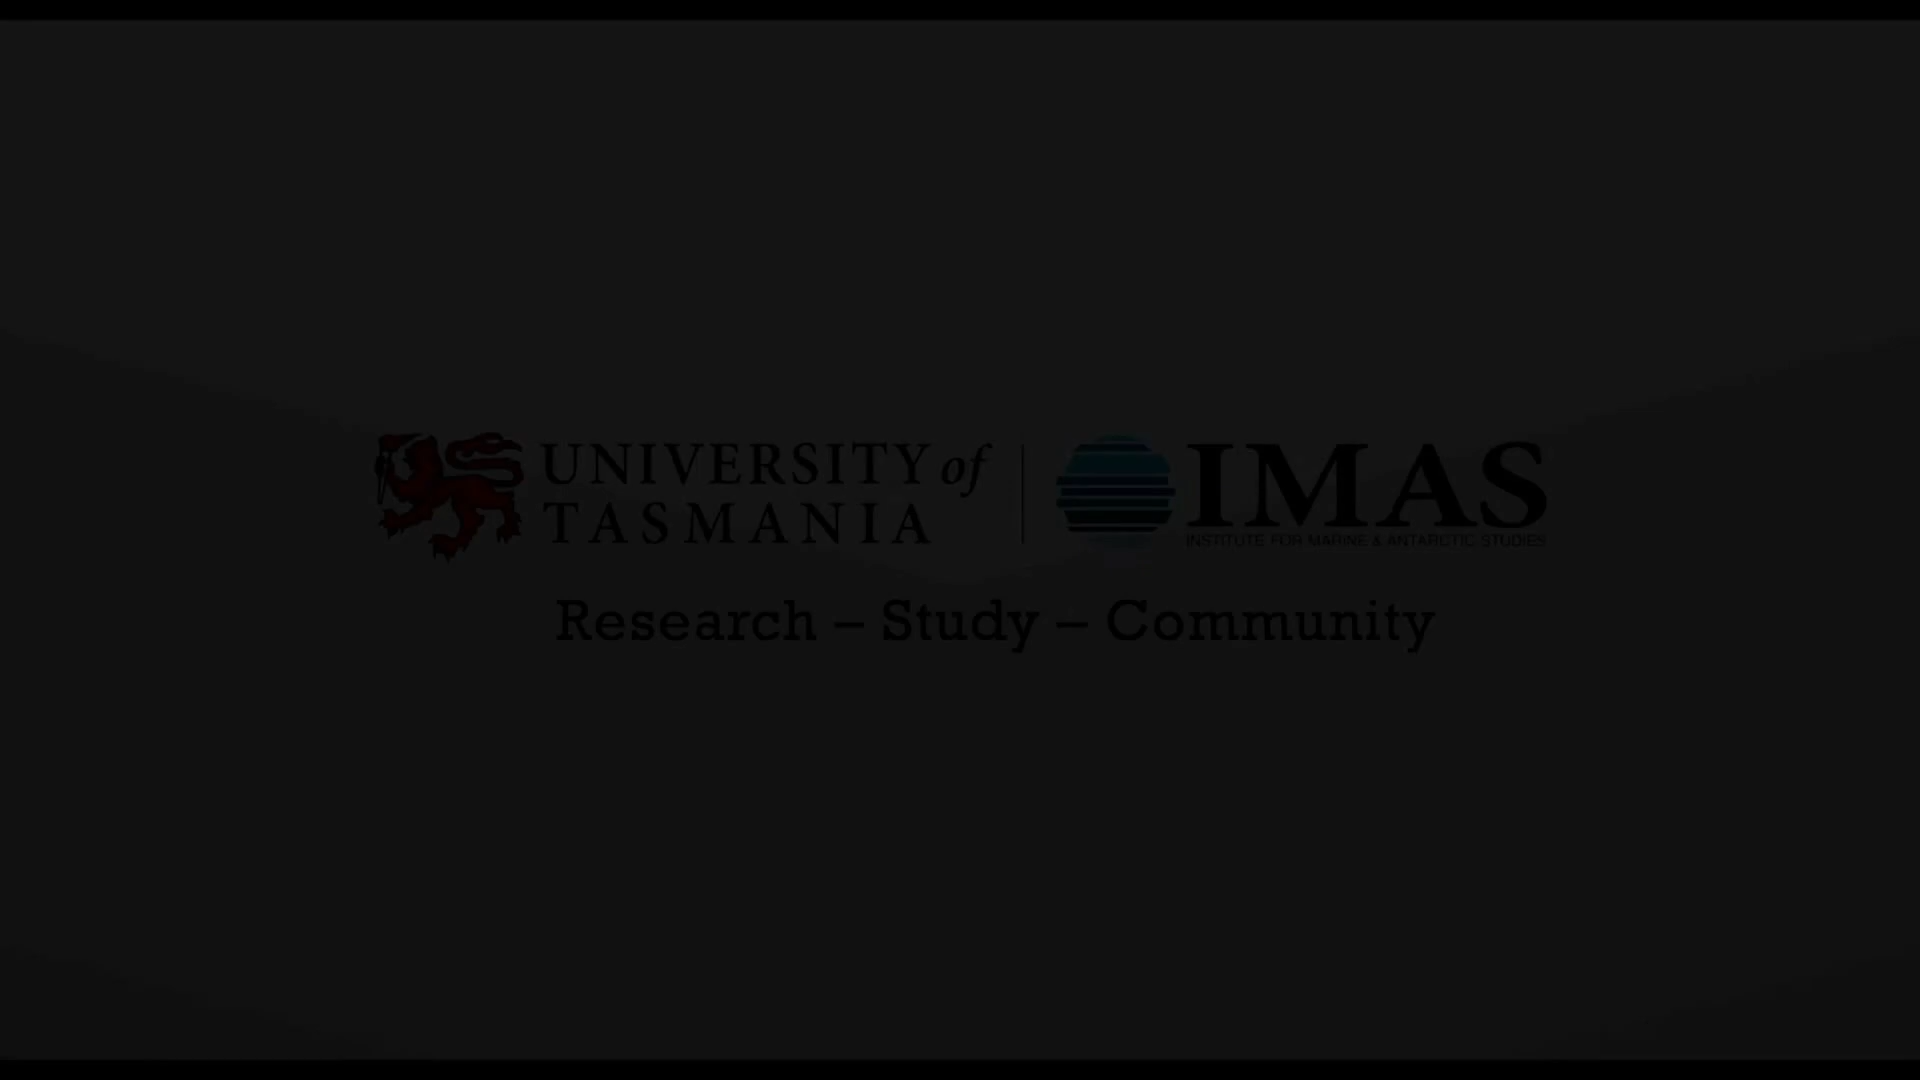 UNIVERSITY of
TASMANIA
IMAS
INSTITUTE FOR MARINE & ANTARCTIC STUDIES
Research – Study – Community